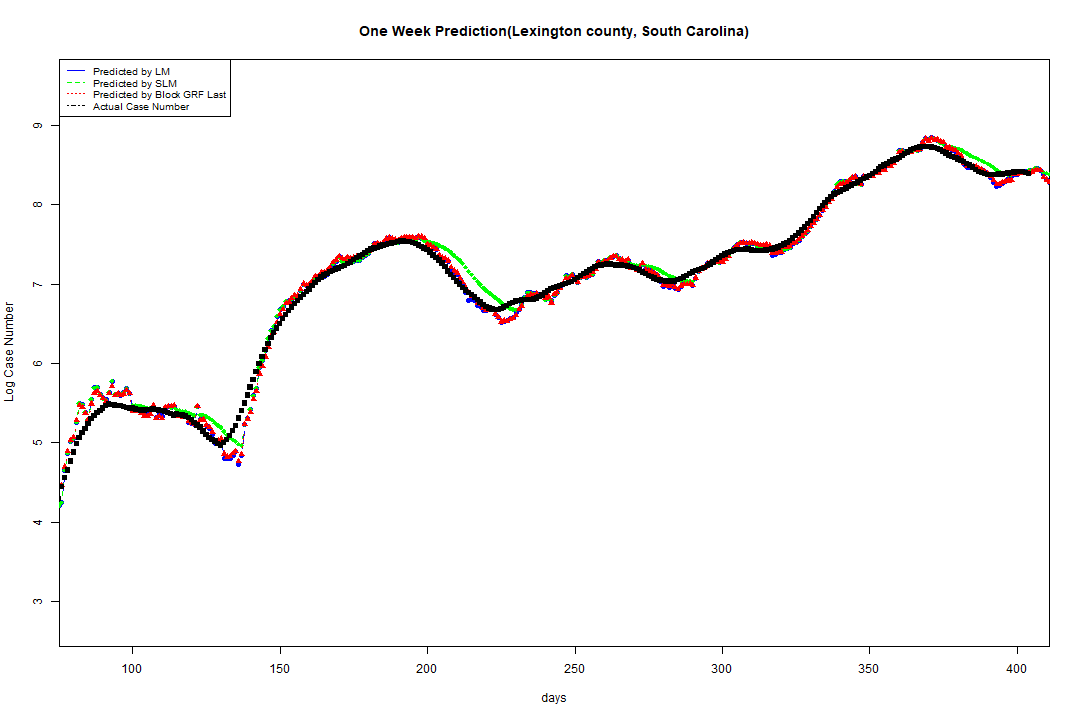 One Week Prediction(Lexington county, South Carolina)
Predicted by LM
Predicted by SLM
Predicted by Block GRF Last
Actual Case Number
9
8
7
6
5
4
3
Log Case Number
100 150 200 250 300 350 400
days